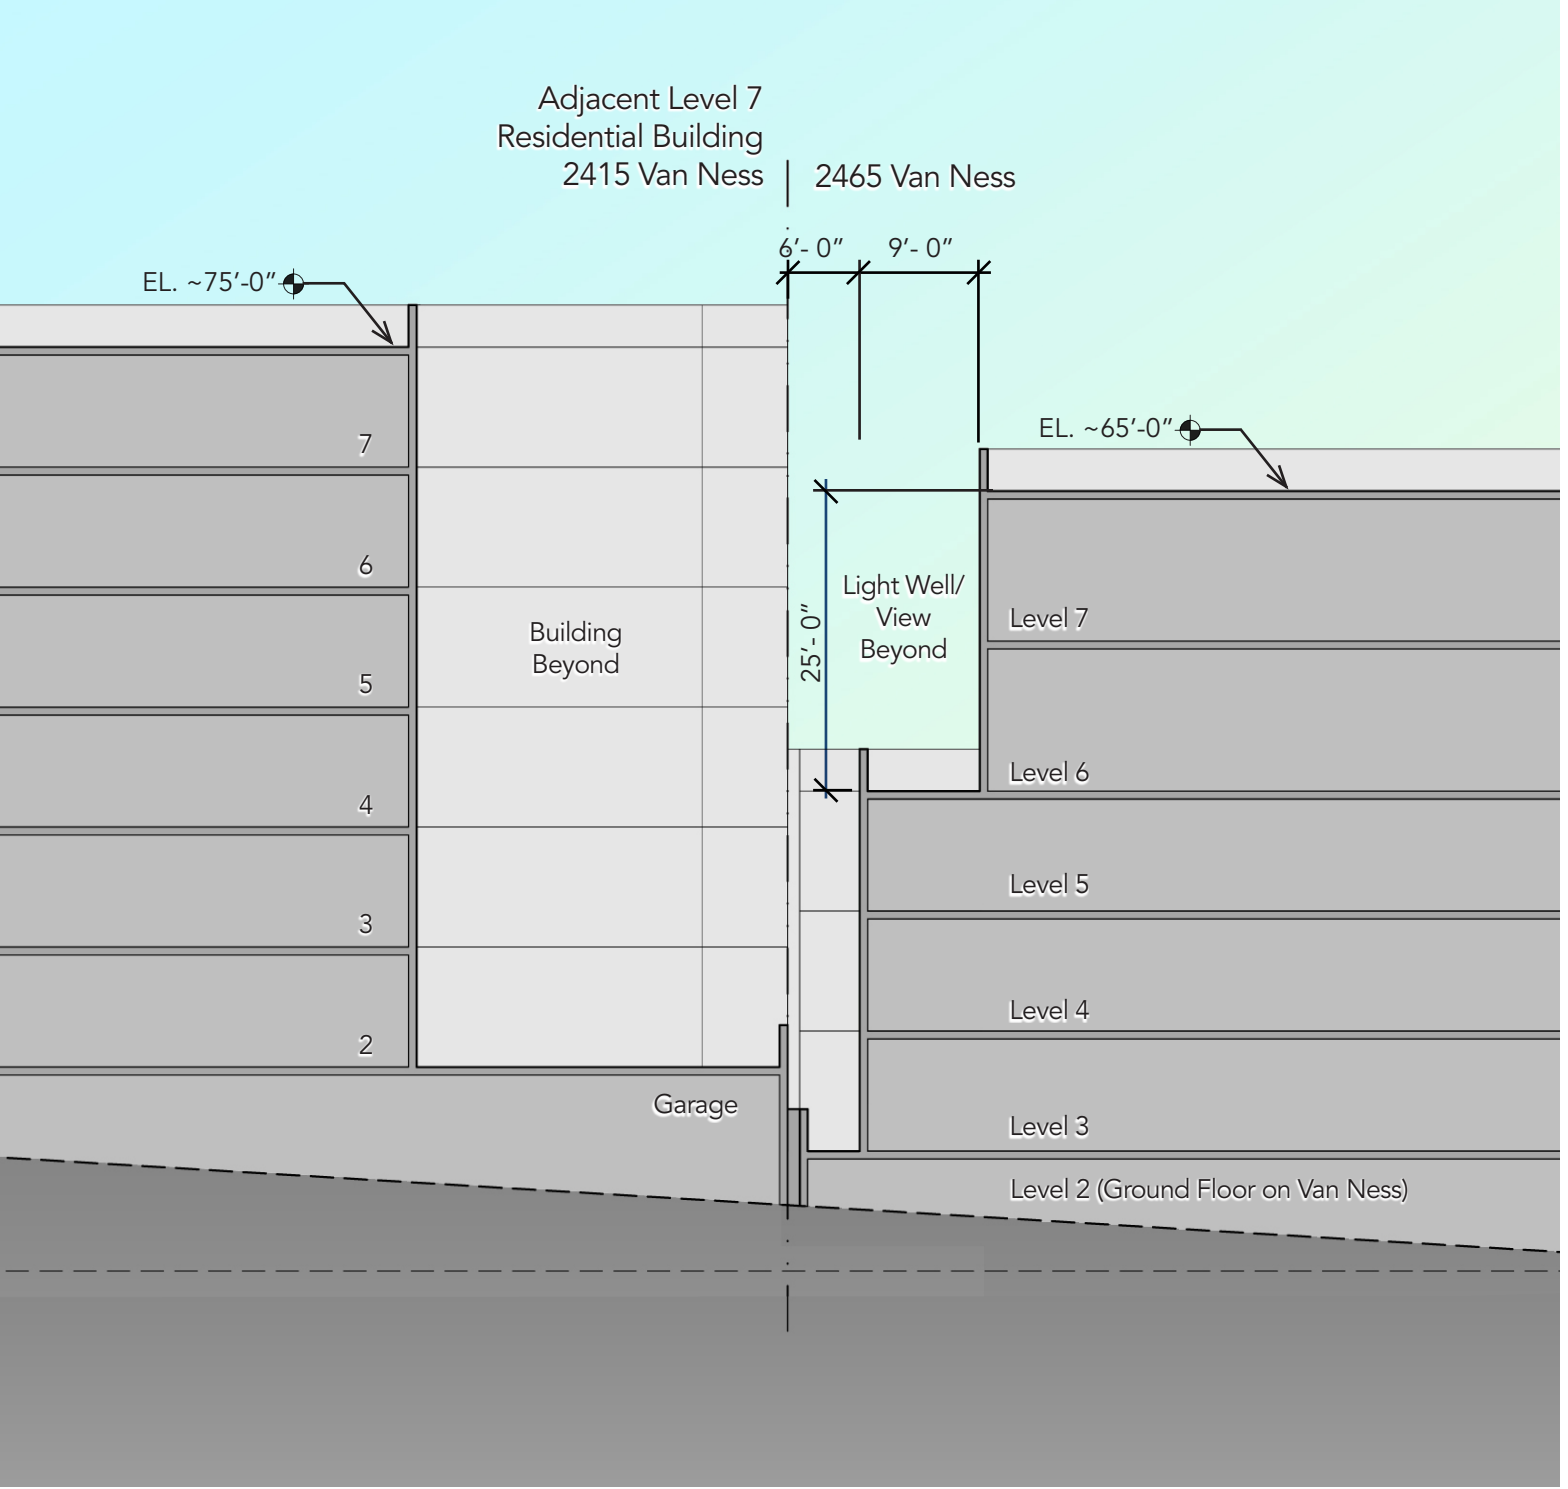 Adjacent Level 7
Residential Building
2415 Van Ness
2465 Van Ness
6’- 0”
9’- 0”
EL. ~75’-0”
EL. ~65’-0”
7
6
5
4
3
2
Building
Beyond
Garage
25’- 0”
Light Well/
View
Beyond
Level 7
Level 6
Level 5
Level 4
Level 3
Level 2 (Ground Floor on Van Ness)